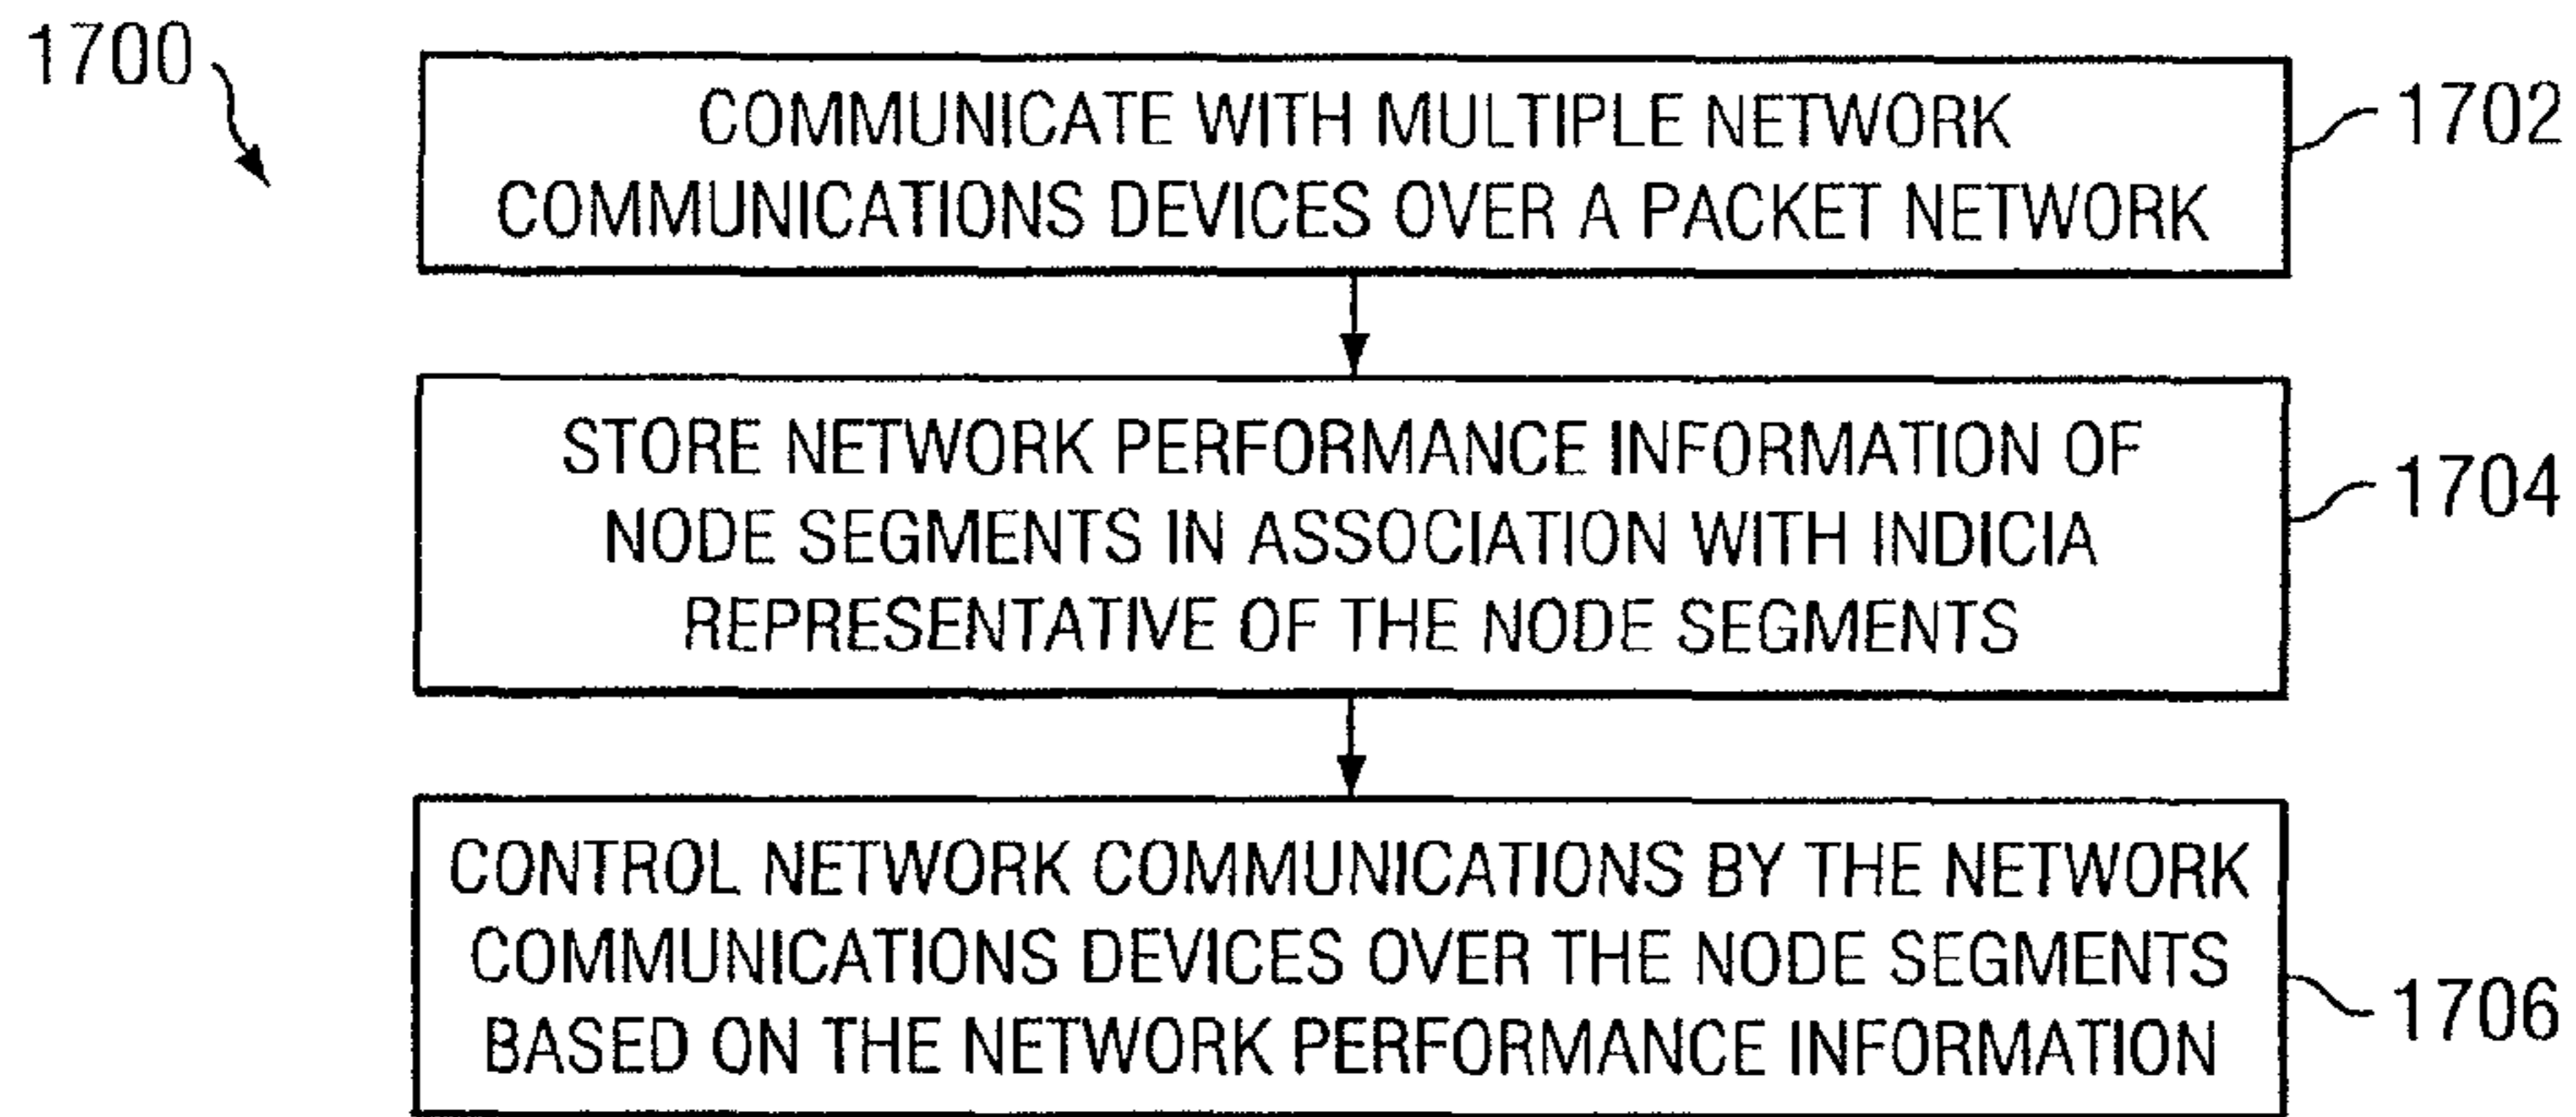 1700
COMMUNICATE WITH MULTIPLE NETWORK
COMMUNICATIONS DEVICES OVER A PACKET NETWORK
1702
STORE NETWORK PERFORMANCE INFORMATION OF
NODE SEGMENTS IN ASSOCIATION WITH INDICIA
REPRESENTATIVE OF THE NODE SEGMENTS
1704
CONTROL NETWORK COMMUNICATIONS BY THE NETWORK
COMMUNICATIONS DEVICES OVER THE NODE SEGMENTS
BASED ON THE NETWORK PERFORMANCE INFORMATION
1706